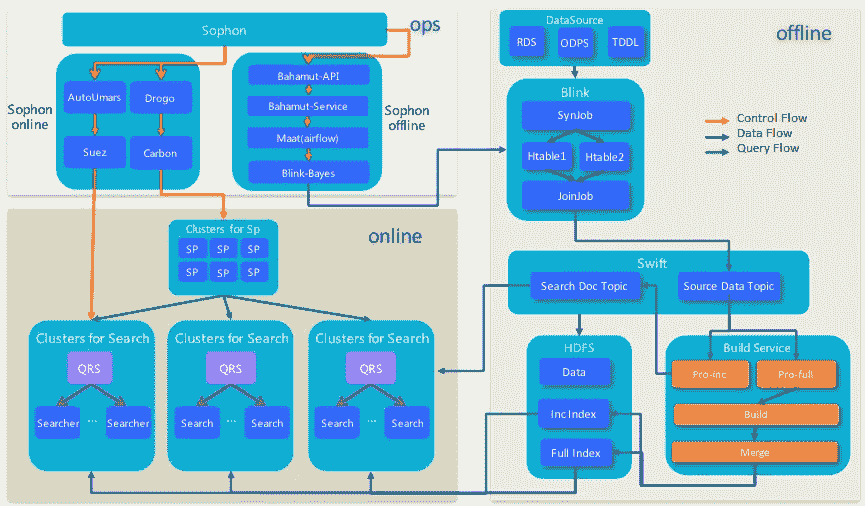 ops
Sophon
Sophon
online
AutoUmars
Drogo
Suez
Carbon
Bahamut-API
Bahamut-Service
Maat(airflow)
Blink-Bayes
Sophon
offline
offline
DataSource
RDS
ODPS
TDDL
Blink
SynJob
Htable1
Htable2
JoinJob
Control Flow
Data Flow
Query Flow
online
Clusters for Sp
SP
SP
SP
SP
SP
SP
Clusters for Search
QRS
Searcher
...
Searcher
Clusters for Search
QRS
Search
...
Search
Clusters for Search
QRS
Search
...
Search
Swift
Search Doc Topic
Source Data Topic
HDFS
Data
Inc Index
Full Index
Build Service
Pro-inc
Pro-full
Build
Merge